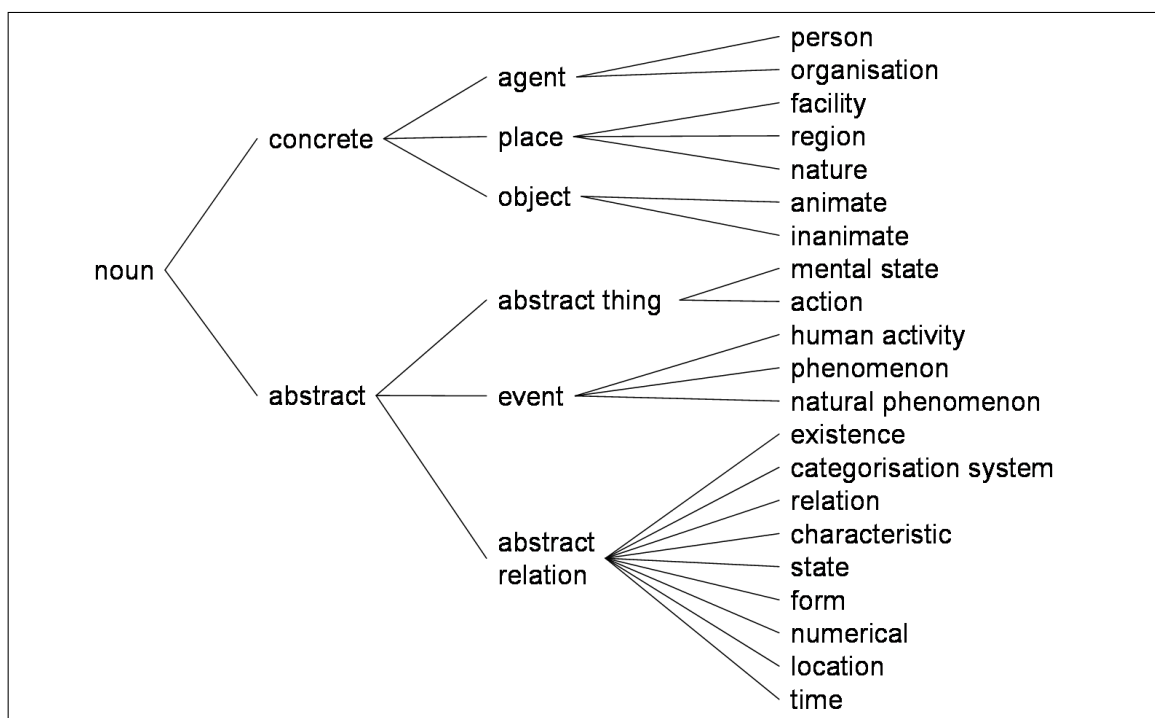 person
agent
organisation
facility
concrete
place
region
nature
object
animate
inanimate
noun
mental state
abstract thing
action
human activity
phenomenon
abstract
event
natural phenomenon
existence
categorisation system
relation
characteristic
abstract
relation
state
form
numerical
location
time